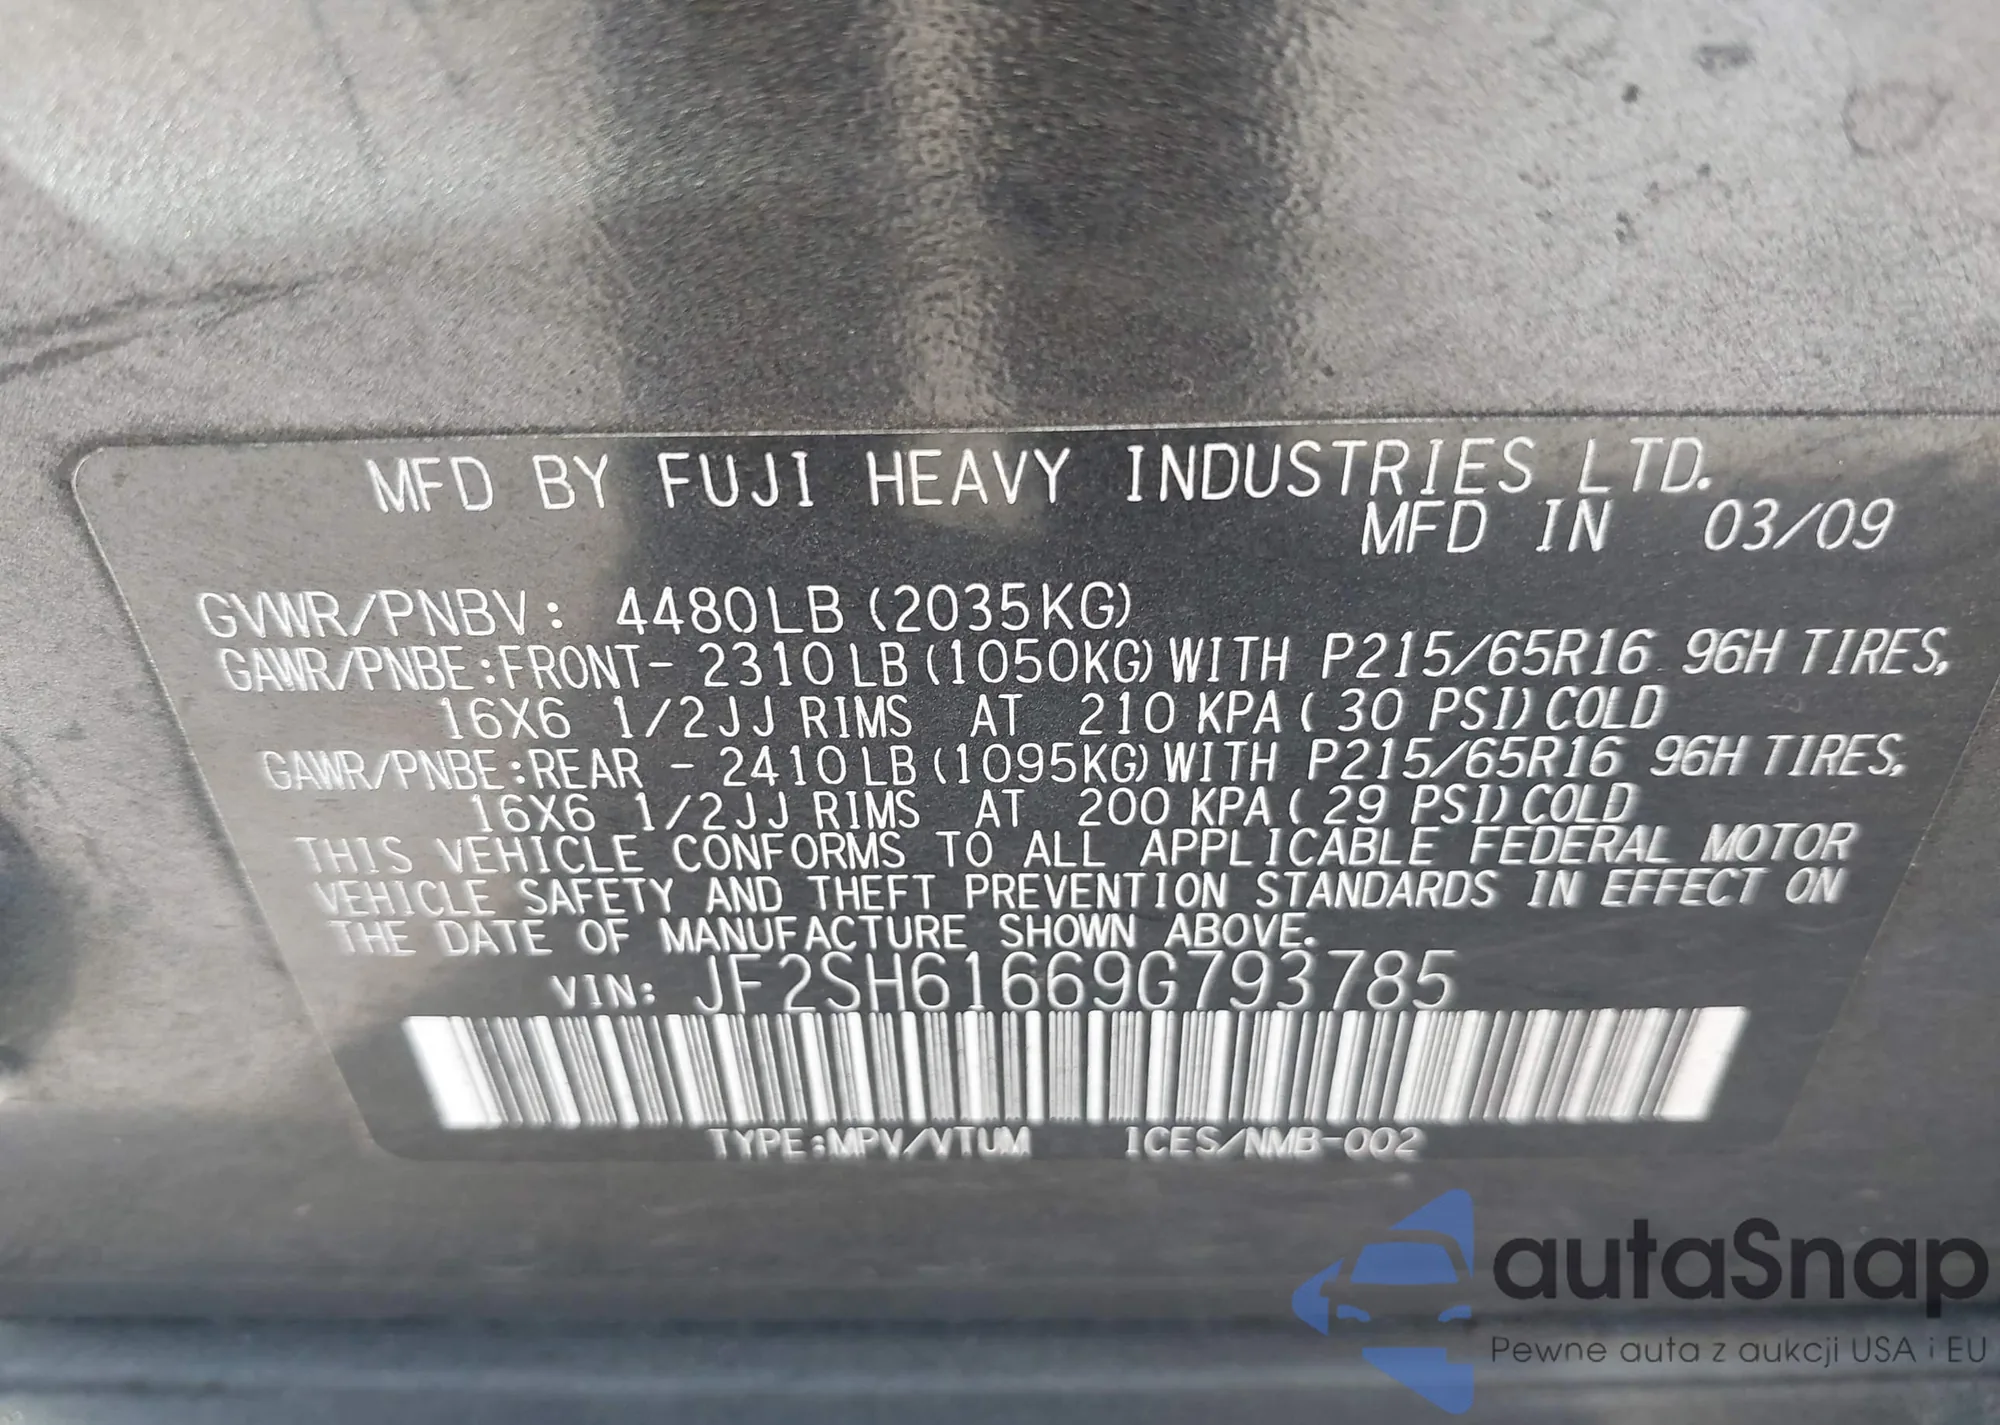 MFD BY FUJI HEAVY INDUSTRIES LTD.
MFD IN 03/09
GVWR/PNBV: 4480LB (2035KG)
GAWR/PNBE:FRONT- 2310 LB (1050KG) WITH P215/65R16 96H TIRES,
16X6 1/2JJ RIMS AT 210 KPA ( 30 PSI) COLD
GAWR/PNBE:REAR - 2410 LB (1095KG) WITH P215/65R16 96H TIRES,
16X6 1/2JJ RIMS AT 200 KPA ( 29 PSI) COLD
THIS VEHICLE CONFORMS TO ALL APPLICABLE FEDERAL MOTOR
VEHICLE SAFETY AND THEFT PREVENTION STANDARDS IN EFFECT ON
THE DATE OF MANUFACTURE SHOWN ABOVE.
VIN: JF2SH61669G793785
TYPE:MPV/VTUM ICES/NMB-002
autaSnap
Pewne auta z aukcji USA i EU